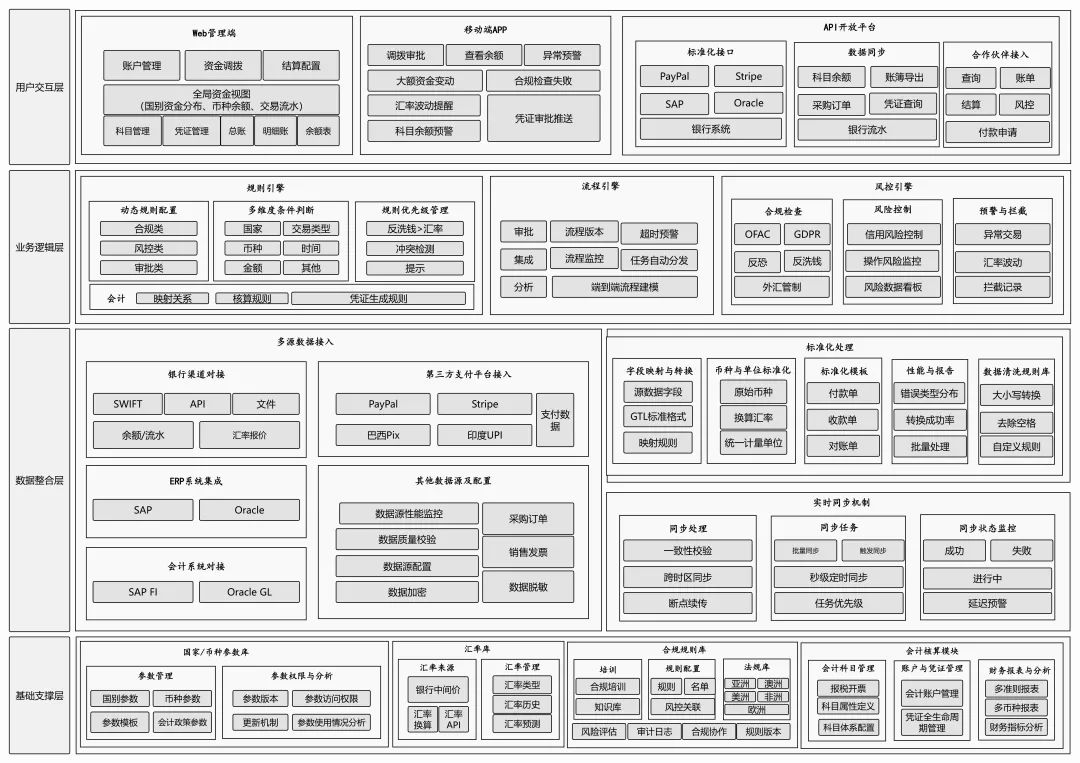 用户交互层
Web管理端
账户管理
资金调拨
结算配置
全局资金视图
(国别资金分布、币种余额、交易流水)
科目管理
凭证管理
总账
明细账
余额表
移动端APP
调拨审批
查看余额
异常预警
大额资金变动
合规检查失败
汇率波动提醒
科目余额预警
凭证审批推送
API开放平台
标准化接口
PayPal
Stripe
SAP
Oracle
银行系统
数据同步
科目余额
账簿导出
采购订单
凭证查询
银行流水
合作伙伴接入
查询
账单
结算
风控
付款申请
业务逻辑层
规则引擎
动态规则配置
合规类
风控类
审批类
多维度条件判断
国家
交易类型
币种
时间
金额
其他
规则优先级管理
反洗钱>汇率
冲突检测
提示
会计
映射关系
核算规则
凭证生成规则
流程引擎
审批
流程版本
超时预警
集成
流程监控
任务自动分发
分析
端到端流程建模
风控引擎
合规检查
OFAC
GDPR
反恐
反洗钱
外汇管制
风险控制
信用风险控制
操作风险监控
风险数据看板
预警与拦截
异常交易
汇率波动
拦截记录
数据整合层
多源数据接入
银行渠道对接
SWIFT
API
文件
余额/流水
汇率报价
第三方支付平台接入
PayPal
Stripe
巴西Pix
印度UPI
支付数
据
ERP系统集成
SAP
Oracle
会计系统对接
SAP FI
Oracle GL
其他数据源及配置
数据源性能监控
数据质量校验
数据源配置
数据加密
采购订单
销售发票
数据脱敏
标准化处理
字段映射与转换
源数据字段
GTL标准格式
映射规则
币种与单位标准化
原始币种
换算汇率
统一计量单位
标准化模板
付款单
收款单
对账单
性能与报告
错误类型分布
转换成功率
批量处理
数据清洗规则库
大小写转换
去除空格
自定义规则
实时同步机制
同步处理
一致性校验
跨时区同步
断点续传
同步任务
批量同步
触发同步
秒级定时同步
任务优先级
同步状态监控
成功
失败
进行中
延迟预警
基础支撑层
国家/币种参数库
参数管理
国别参数
币种参数
参数模板
会计政策参数
参数权限与分析
参数版本
参数访问权限
更新机制
参数使用情况分析
汇率库
汇率来源
银行中间价
汇率
换算
汇率
API
汇率管理
汇率类型
汇率历史
汇率预测
合规规则库
培训
合规培训
知识库
规则配置
规则
名单
风控关联
法规库
亚洲
澳洲
美洲
非洲
欧洲
风险评估
审计日志
合规协作
规则版本
会计核算模块
会计科目管理
报税开票
科目属性定义
科目体系配置
账户与凭证管理
会计账户管理
凭证全生命周
期管理
财务报表与分析
多准则报表
多币种报表
财务指标分析